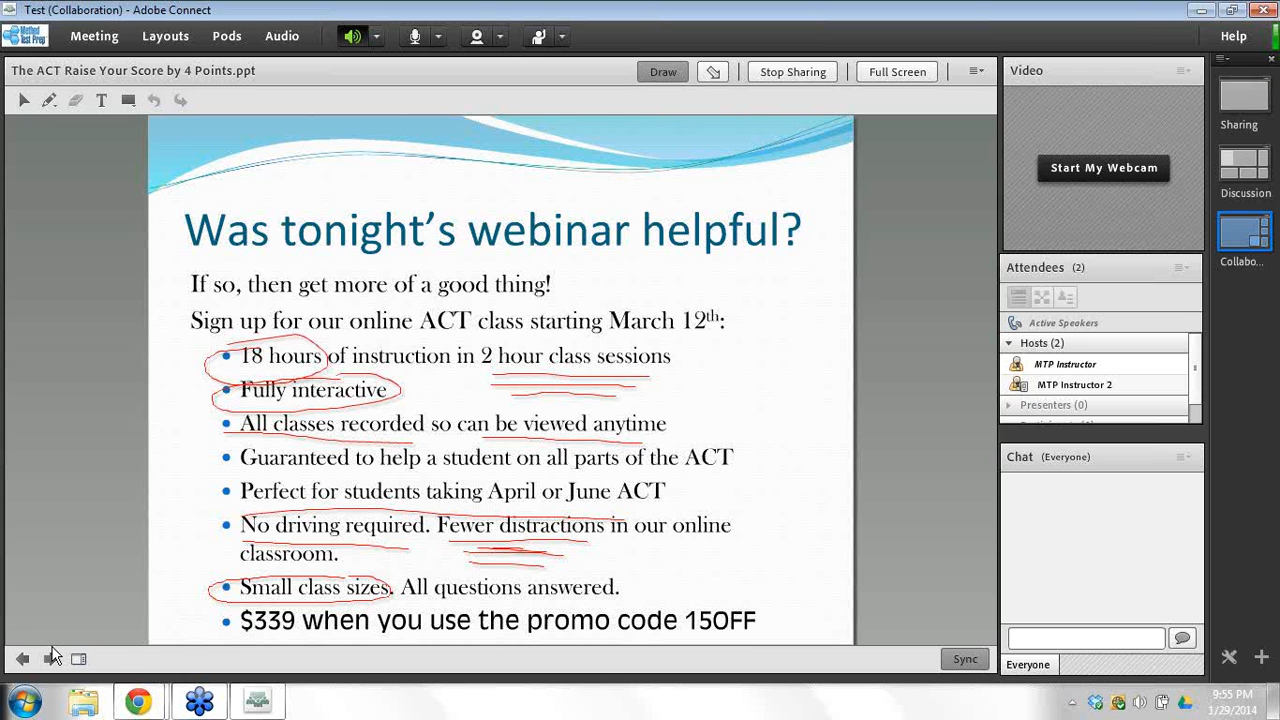 Test (Collaboration) - Adobe Connect
Method Test Prep
Meeting Layouts Pods Audio Help
The ACT Raise Your Score by 4 Points.ppt
Draw Stop Sharing Full Screen
Was tonight's webinar helpful?
If so, then get more of a good thing!
Sign up for our online ACT class starting March 12th:
• 18 hours of instruction in 2 hour class sessions
• Fully interactive
• All classes recorded so can be viewed anytime
• Guaranteed to help a student on all parts of the ACT
• Perfect for students taking April or June ACT
• No driving required. Fewer distractions in our online
classroom.
• Small class sizes. All questions answered.
• $339 when you use the promo code 15OFF
Sync
Video
Start My Webcam
Attendees (2)
Active Speakers
Hosts (2)
MTP Instructor
MTP Instructor 2
Presenters (0)
Chat (Everyone)
Everyone
Sharing
Discussion
Collabo...
9:55 PM
1/29/2014